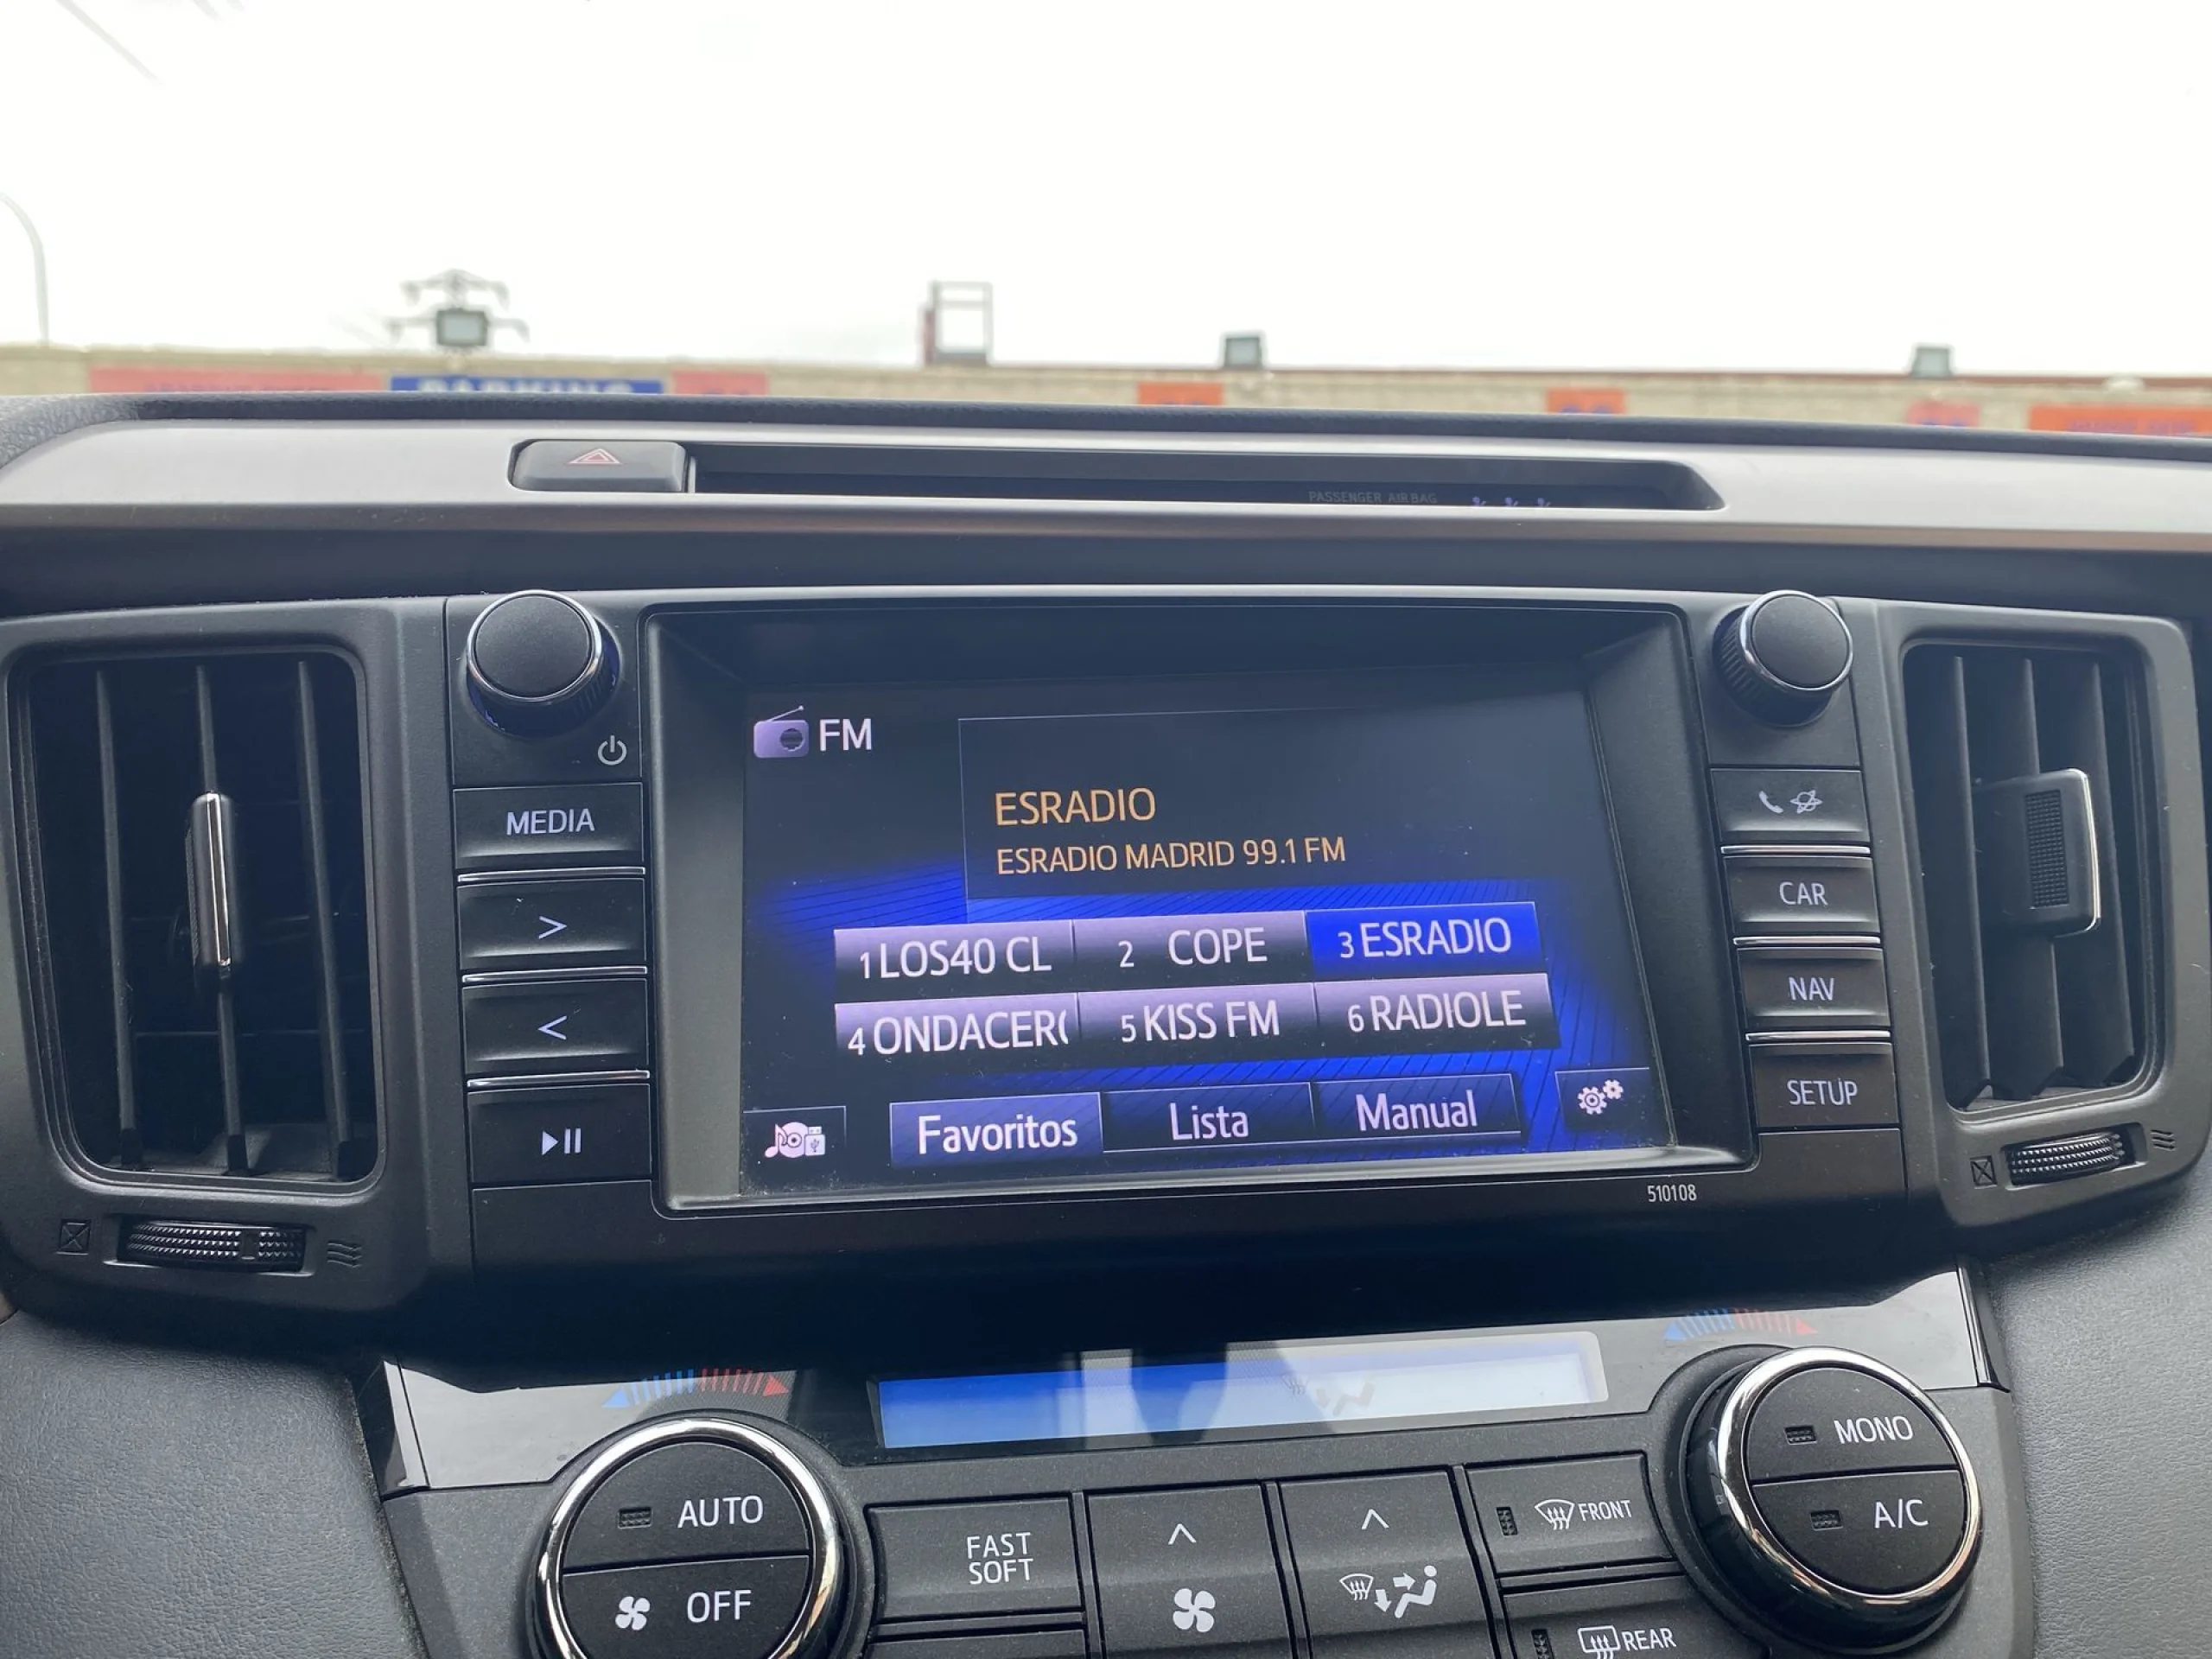 PARKING
PASSENGER AIR BAG
FM
MEDIA
ESRADIO
ESRADIO MADRID 99.1 FM
CAR
1 LOS40 CL
2 COPE
3 ESRADIO
>
NAV
4 ONDACER
5 KISS FM
6 RADIOLE
<
SETUP
Favoritos
Lista
Manual
510108
AUTO
OFF
FAST
SOFT
FRONT
REAR
MONO
A/C